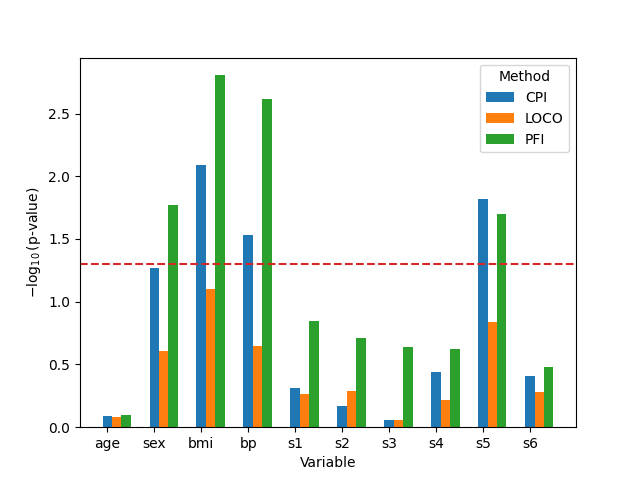 Method
CPI
LOCO
PFI
2.5
2.0
1.5
1.0
0.5
0.0
−log₁₀(p-value)
age sex bmi bp s1 s2 s3 s4 s5 s6
Variable